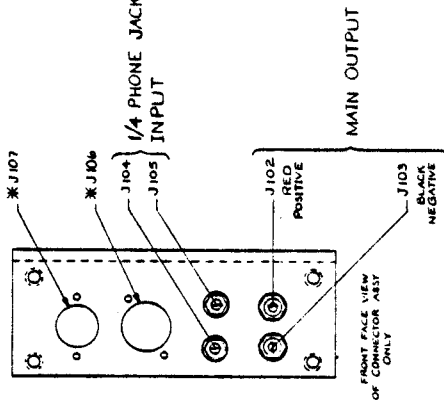 ※J107
※J106
J104
J105
1/4 PHONE JACK
INPUT
J102
RED
POSITIVE
J103
BLACK
NEGATIVE
MAIN OUTPUT
FRONT FACE VIEW
OF CONNECTOR ASSY
ONLY